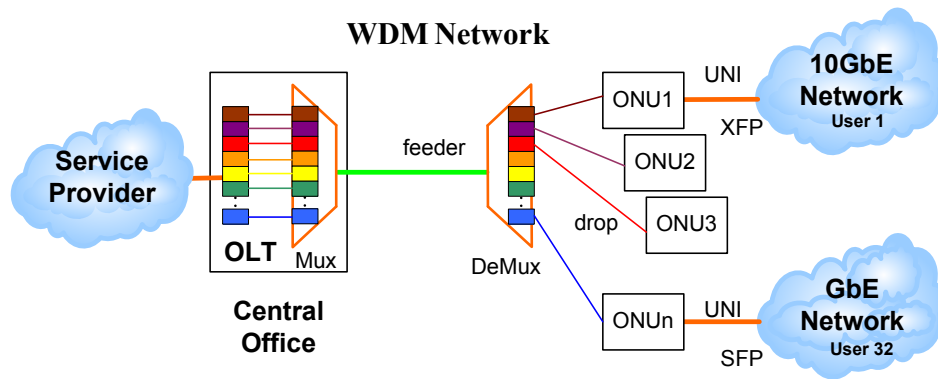 WDM Network
Service
Provider
OLT
Mux
Central
Office
feeder
DeMux
drop
ONU1
ONU2
ONU3
ONUn
UNI
XFP
10GbE
Network
User 1
UNI
SFP
GbE
Network
User 32